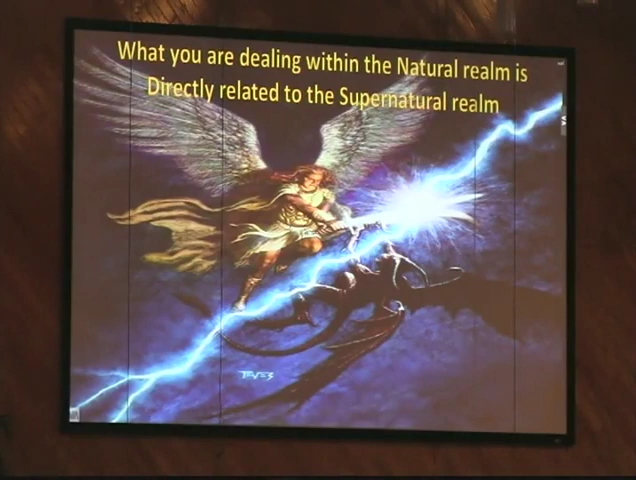 What you are dealing within the Natural realm is
Directly related to the Supernatural realm